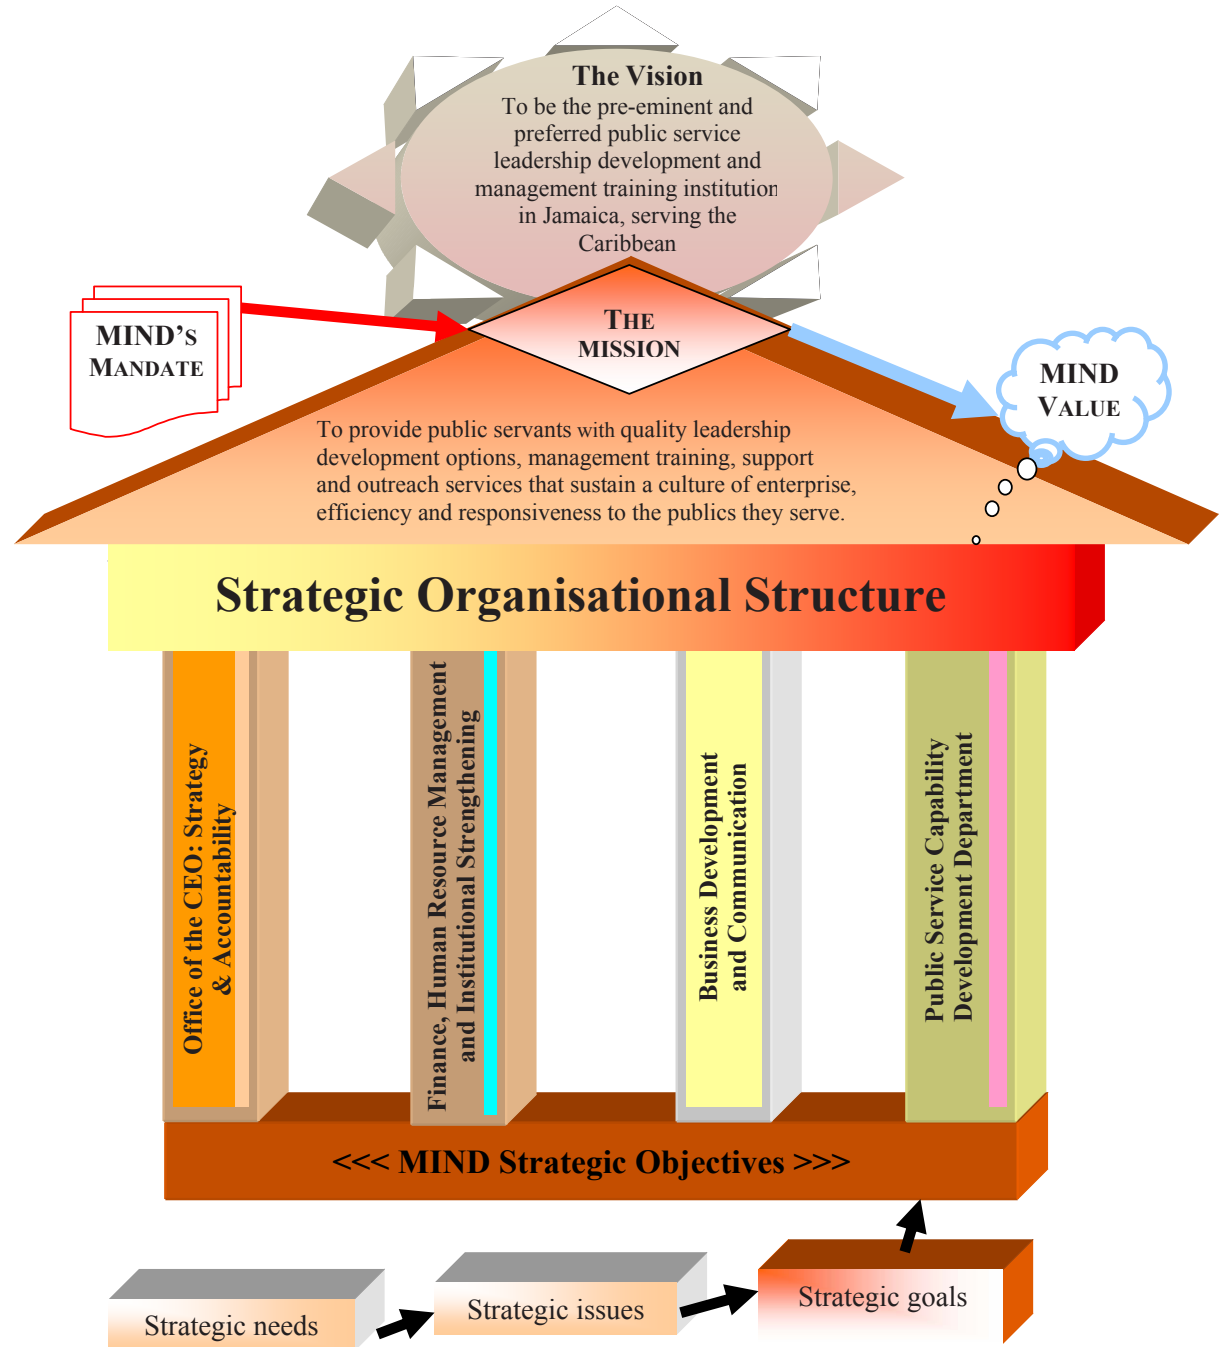 The Vision
To be the pre-eminent and
preferred public service
leadership development and
management training institution
in Jamaica, serving the
Caribbean
MIND'S
MANDATE
THE
MISSION
MIND
VALUE
To provide public servants with quality leadership
development options, management training, support
and outreach services that sustain a culture of enterprise,
efficiency and responsiveness to the publics they serve.
Strategic Organisational Structure
Office of the CEO: Strategy
& Accountability
Finance, Human Resource Management
and Institutional Strengthening
Business Development
and Communication
Public Service Capability
Development Department
<<< MIND Strategic Objectives >>>
Strategic needs
Strategic issues
Strategic goals